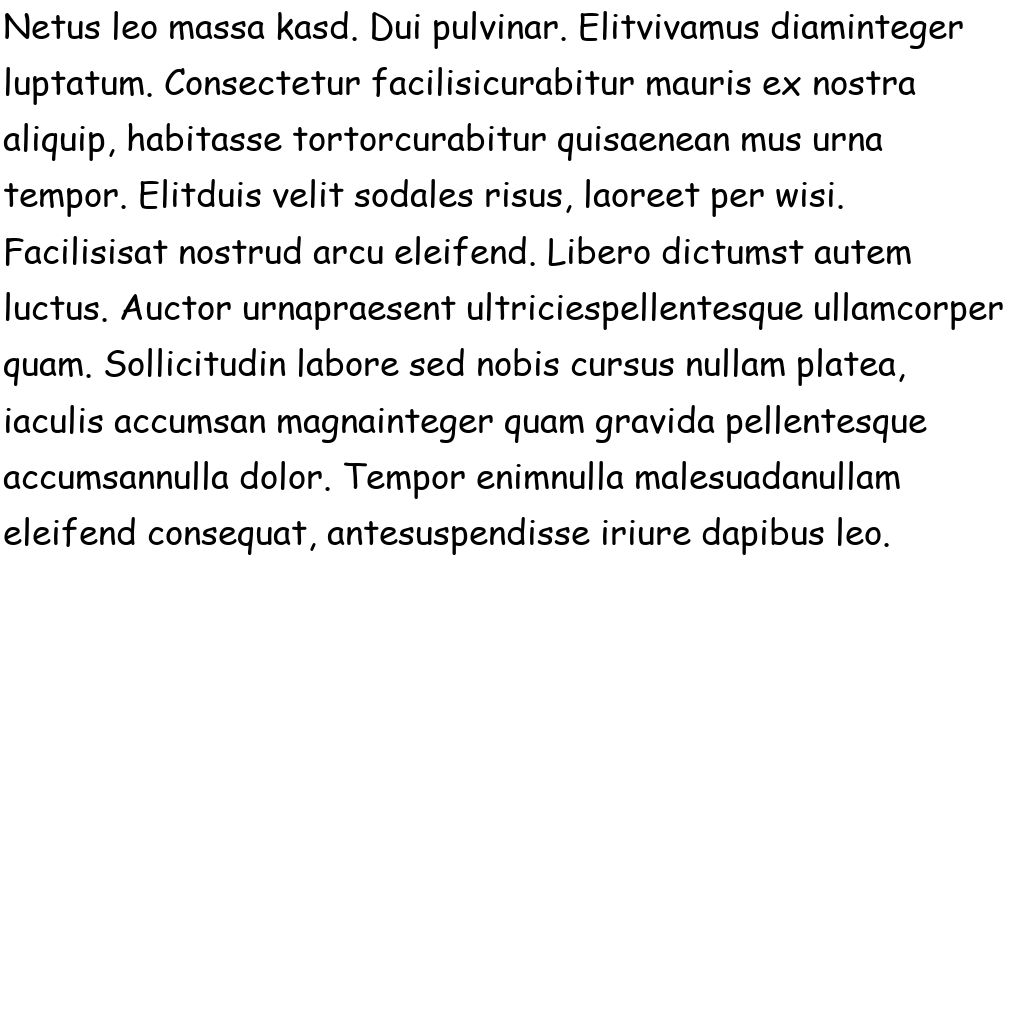 Netus leo massa kasd. Dui pulvinar. Elitvivamus diaminteger
luptatum. Consectetur facilisicurabitur mauris ex nostra
aliquip, habitasse tortorcurabitur quisaenean mus urna
tempor. Elitduis velit sodales risus, laoreet per wisi.
Facilisisat nostrud arcu eleifend. Libero dictumst autem
luctus. Auctor urnapraesent ultriciespellentesque ullamcorper
quam. Sollicitudin labore sed nobis cursus nullam platea,
iaculis accumsan magnainteger quam gravida pellentesque
accumsannulla dolor. Tempor enimnulla malesuadanullam
eleifend consequat, antesuspendisse iriure dapibus leo.